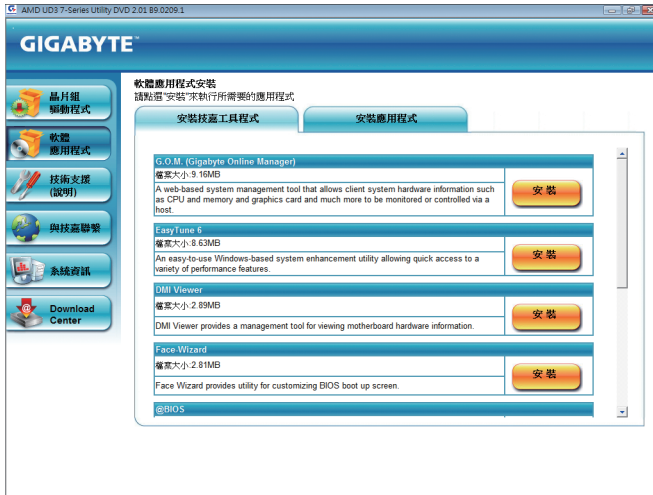 AMD UD3 7-Series Utility DVD 2.01 B9.0209.1
GIGABYTE™
晶片組
驅動程式
軟體
應用程式
技術支援
(說明)
與技嘉聯繫
系統資訊
Download
Center
軟體應用程式安裝
請點選"安裝"來執行所需要的應用程式
安裝技嘉工具程式
安裝應用程式
G.O.M. (Gigabyte Online Manager)
檔案大小:9.16MB
A web-based system management tool that allows client system hardware information such
as CPU and memory and graphics card and much more to be monitored or controlled via a
host.
安裝
EasyTune 6
檔案大小:8.63MB
An easy-to-use Windows-based system enhancement utility allowing quick access to a
variety of performance features.
安裝
DMI Viewer
檔案大小:2.89MB
DMI Viewer provides a management tool for viewing motherboard hardware information.
安裝
Face-Wizard
檔案大小:2.81MB
Face Wizard provides utility for customizing BIOS boot up screen.
安裝
@BIOS